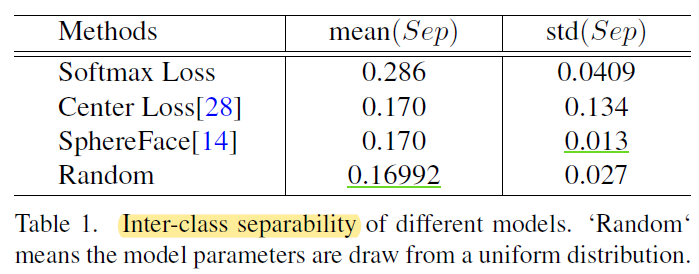 Methods mean(Sep) std(Sep)
Softmax Loss 0.286 0.0409
Center Loss[28] 0.170 0.134
SphereFace[14] 0.170 0.013
Random 0.16992 0.027
Table 1. Inter-class separability of different models. ‘Random‘
means the model parameters are draw from a uniform distribution.